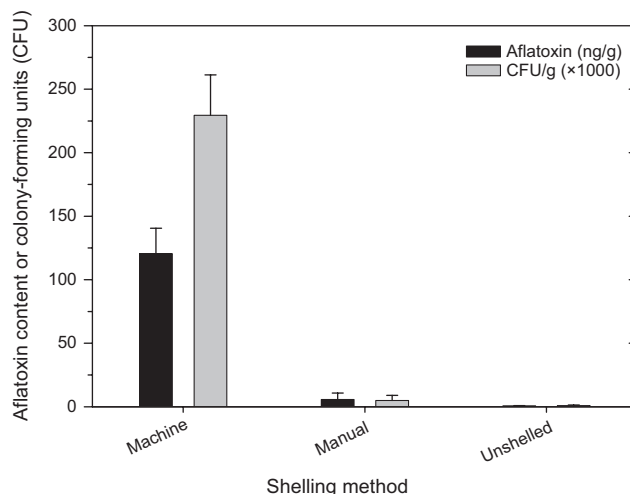 Aflatoxin content or colony-forming units (CFU)
300
250
200
150
100
50
0
Aflatoxin (ng/g)
CFU/g (×1000)
Machine
Manual
Unshelled
Shelling method